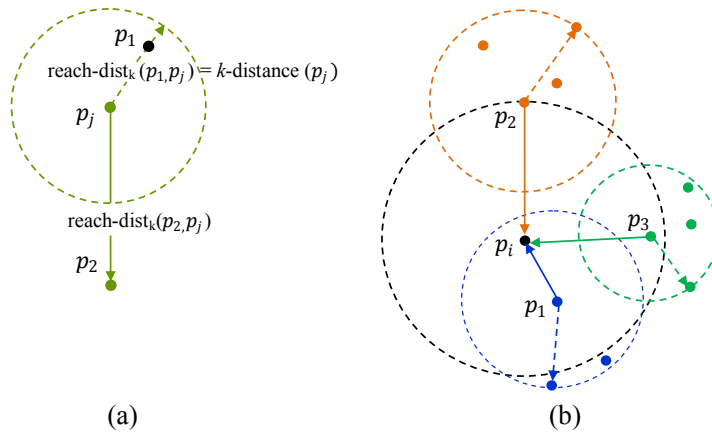 p₁
reach-distₖ(p₁,pⱼ) = k-distance (pⱼ)
pⱼ
reach-distₖ(p₂,pⱼ)
p₂
(a)
p₂
p₃
pᵢ
p₁
(b)